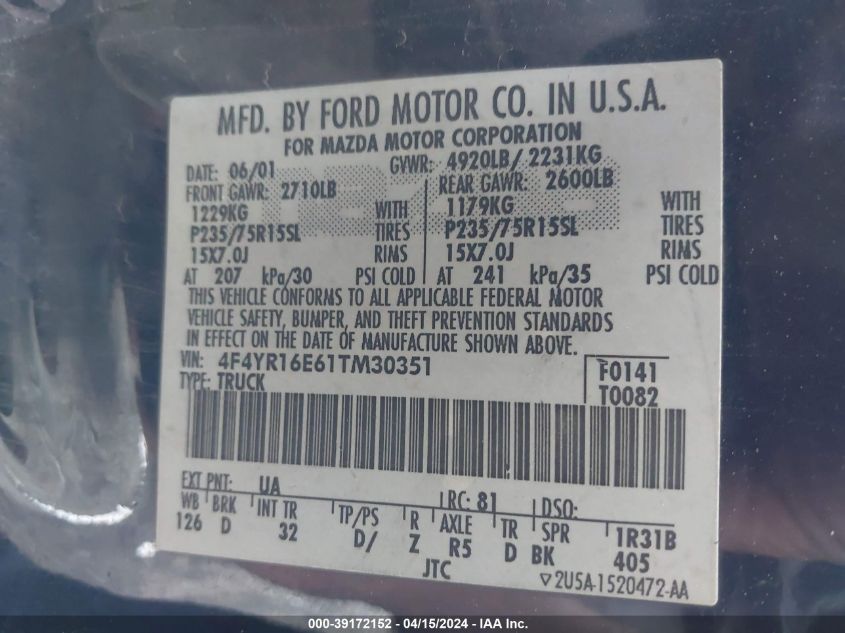 MFD. BY FORD MOTOR CO. IN U.S.A.
FOR MAZDA MOTOR CORPORATION
DATE: 06/01 GVWR: 4920LB/ 2231KG
FRONT GAWR: 2710LB REAR GAWR: 2600LB
1229KG WITH 1179KG WITH
P235/75R15SL TIRES P235/75R15SL TIRES
15X7.0J RIMS 15X7.0J RIMS
AT 207 kPa/30 PSI COLD AT 241 kPa/35 PSI COLD
THIS VEHICLE CONFORMS TO ALL APPLICABLE FEDERAL MOTOR
VEHICLE SAFETY, BUMPER, AND THEFT PREVENTION STANDARDS
IN EFFECT ON THE DATE OF MANUFACTURE SHOWN ABOVE.
VIN: 4F4YR16E61TM30351 F0141
TYPE: TRUCK T0082
EXT PNT: UA RC: 81 DSO:
WB BRK INT TR TP/PS R AXLE TR SPR 1R31B
126 D 32 D/ Z R5 D BK 405
JTC ▽2U5A-1520472-AA
000-39172152 - 04/15/2024 - IAA Inc.